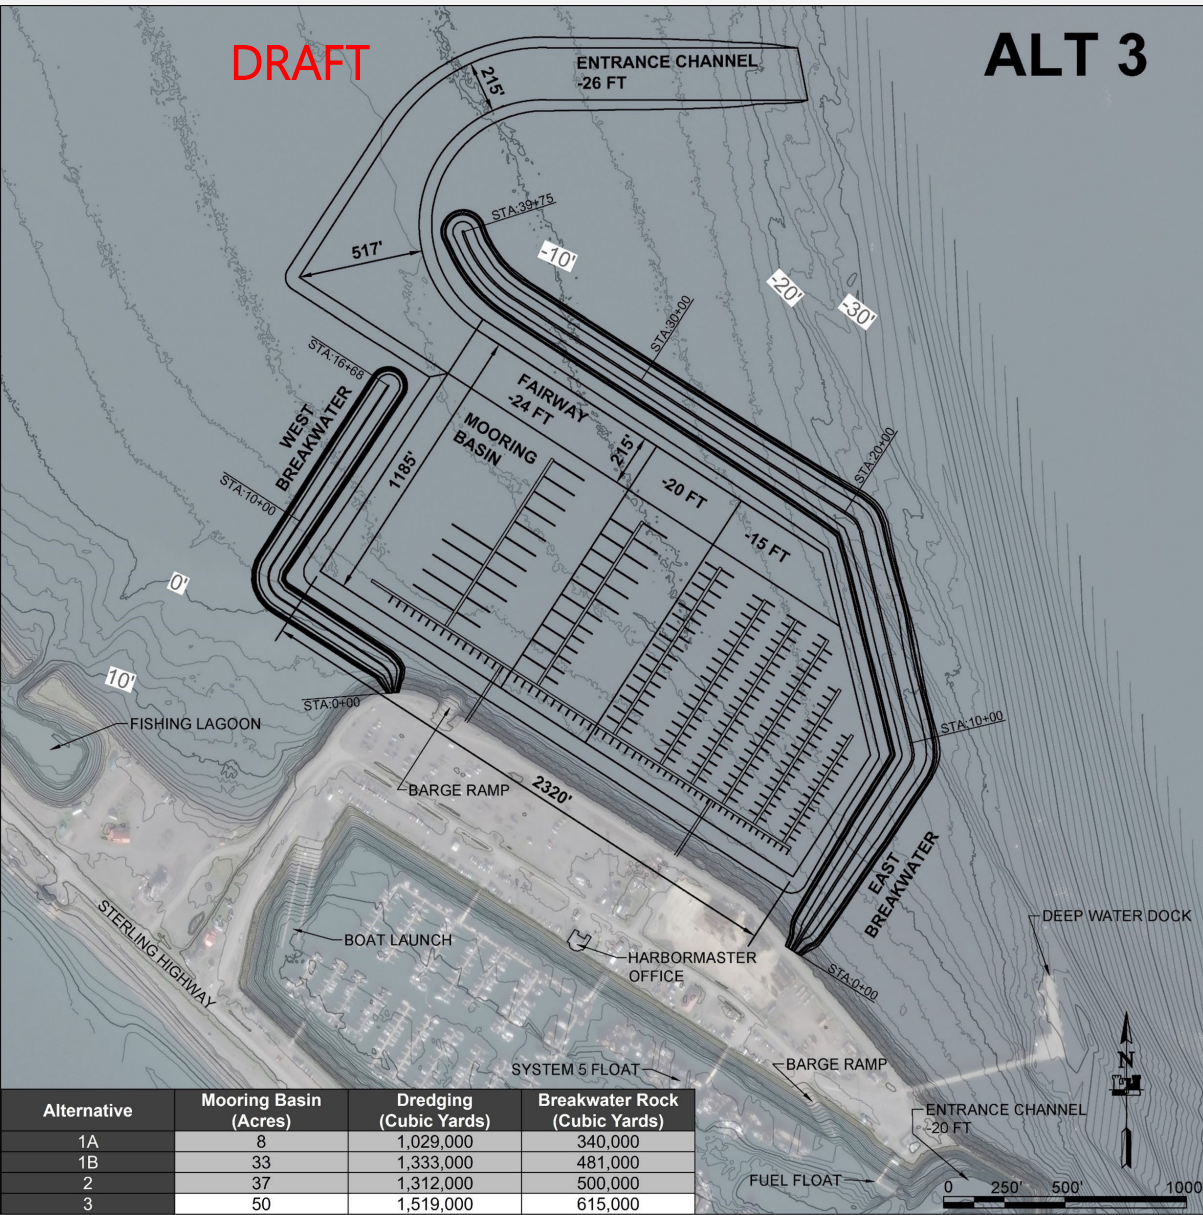 DRAFT
ALT 3
ENTRANCE CHANNEL
-26 FT
215'
STA:39+75
517'
-10'
-20'
-30'
STA:30+00
STA:16+68
WEST
BREAKWATER
FAIRWAY
-24 FT
MOORING
BASIN
1185'
215'
-20 FT
-15 FT
STA:20+00
STA:10+00
0'
10'
STA:0+00
FISHING LAGOON
BARGE RAMP
2320'
STA:10+00
EAST
BREAKWATER
STERLING HIGHWAY
BOAT LAUNCH
HARBORMASTER
OFFICE
STA:0+00
DEEP WATER DOCK
SYSTEM 5 FLOAT
BARGE RAMP
N
ENTRANCE CHANNEL
-20 FT
FUEL FLOAT
0 250' 500' 1000
Alternative Mooring Basin (Acres) Dredging (Cubic Yards) Breakwater Rock (Cubic Yards)
1A 8 1,029,000 340,000
1B 33 1,333,000 481,000
2 37 1,312,000 500,000
3 50 1,519,000 615,000